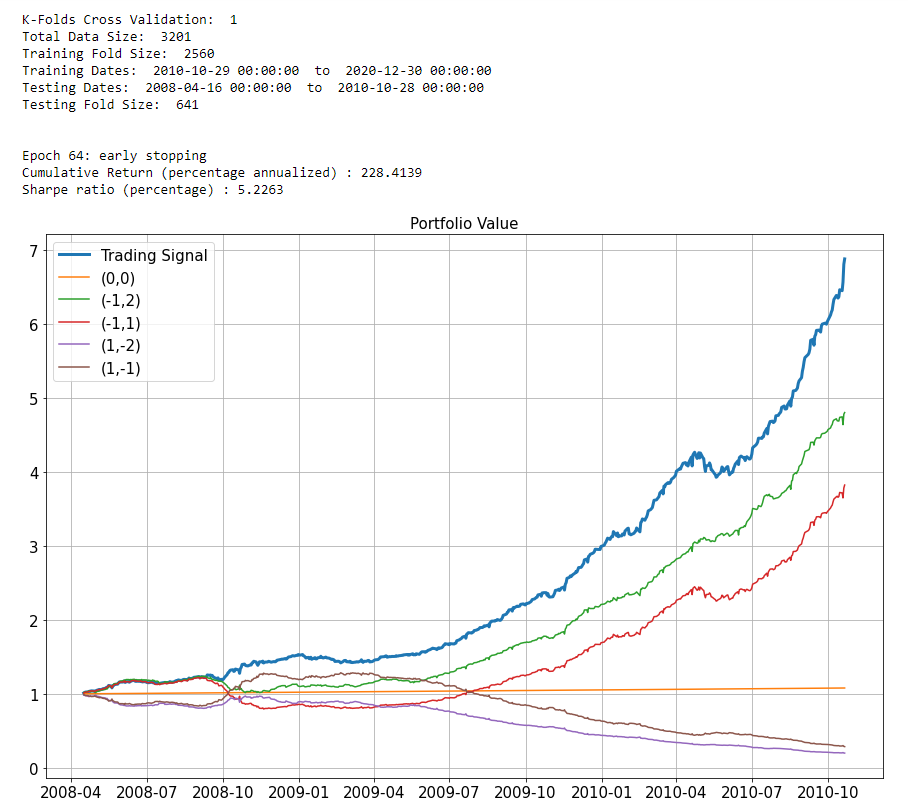 K-Folds Cross Validation:  1
Total Data Size:  3201
Training Fold Size:  2560
Training Dates:  2010-10-29 00:00:00  to  2020-12-30 00:00:00
Testing Dates:  2008-04-16 00:00:00  to  2010-10-28 00:00:00
Testing Fold Size:  641
Epoch 64: early stopping
Cumulative Return (percentage annualized) : 228.4139
Sharpe ratio (percentage) : 5.2263
Portfolio Value
Trading Signal
(0,0)
(-1,2)
(-1,1)
(1,-2)
(1,-1)
7
6
5
4
3
2
1
0
2008-04 2008-07 2008-10 2009-01 2009-04 2009-07 2009-10 2010-01 2010-04 2010-07 2010-10